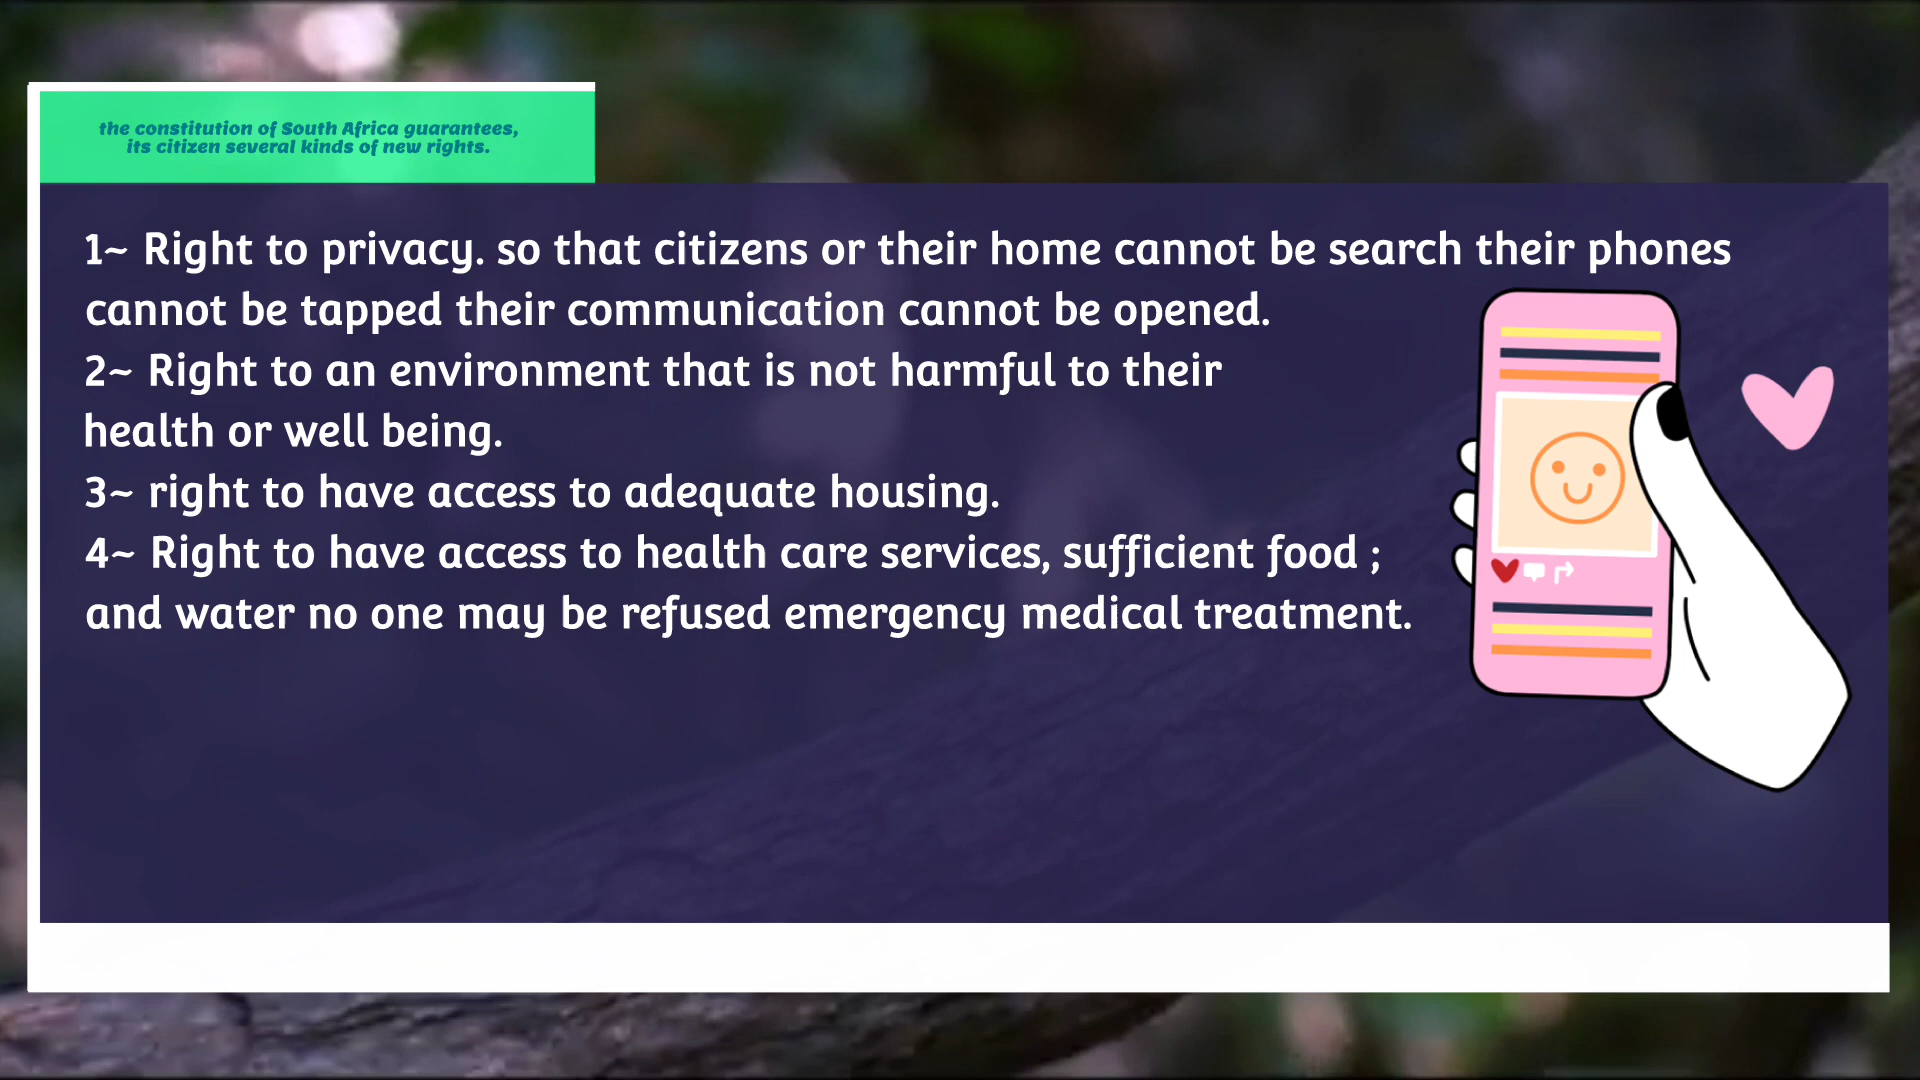 the constitution of South Africa guarantees,
its citizen several kinds of new rights.
1~ Right to privacy. so that citizens or their home cannot be search their phones
cannot be tapped their communication cannot be opened.
2~ Right to an environment that is not harmful to their
health or well being.
3~ right to have access to adequate housing.
4~ Right to have access to health care services, sufficient food ;
and water no one may be refused emergency medical treatment.